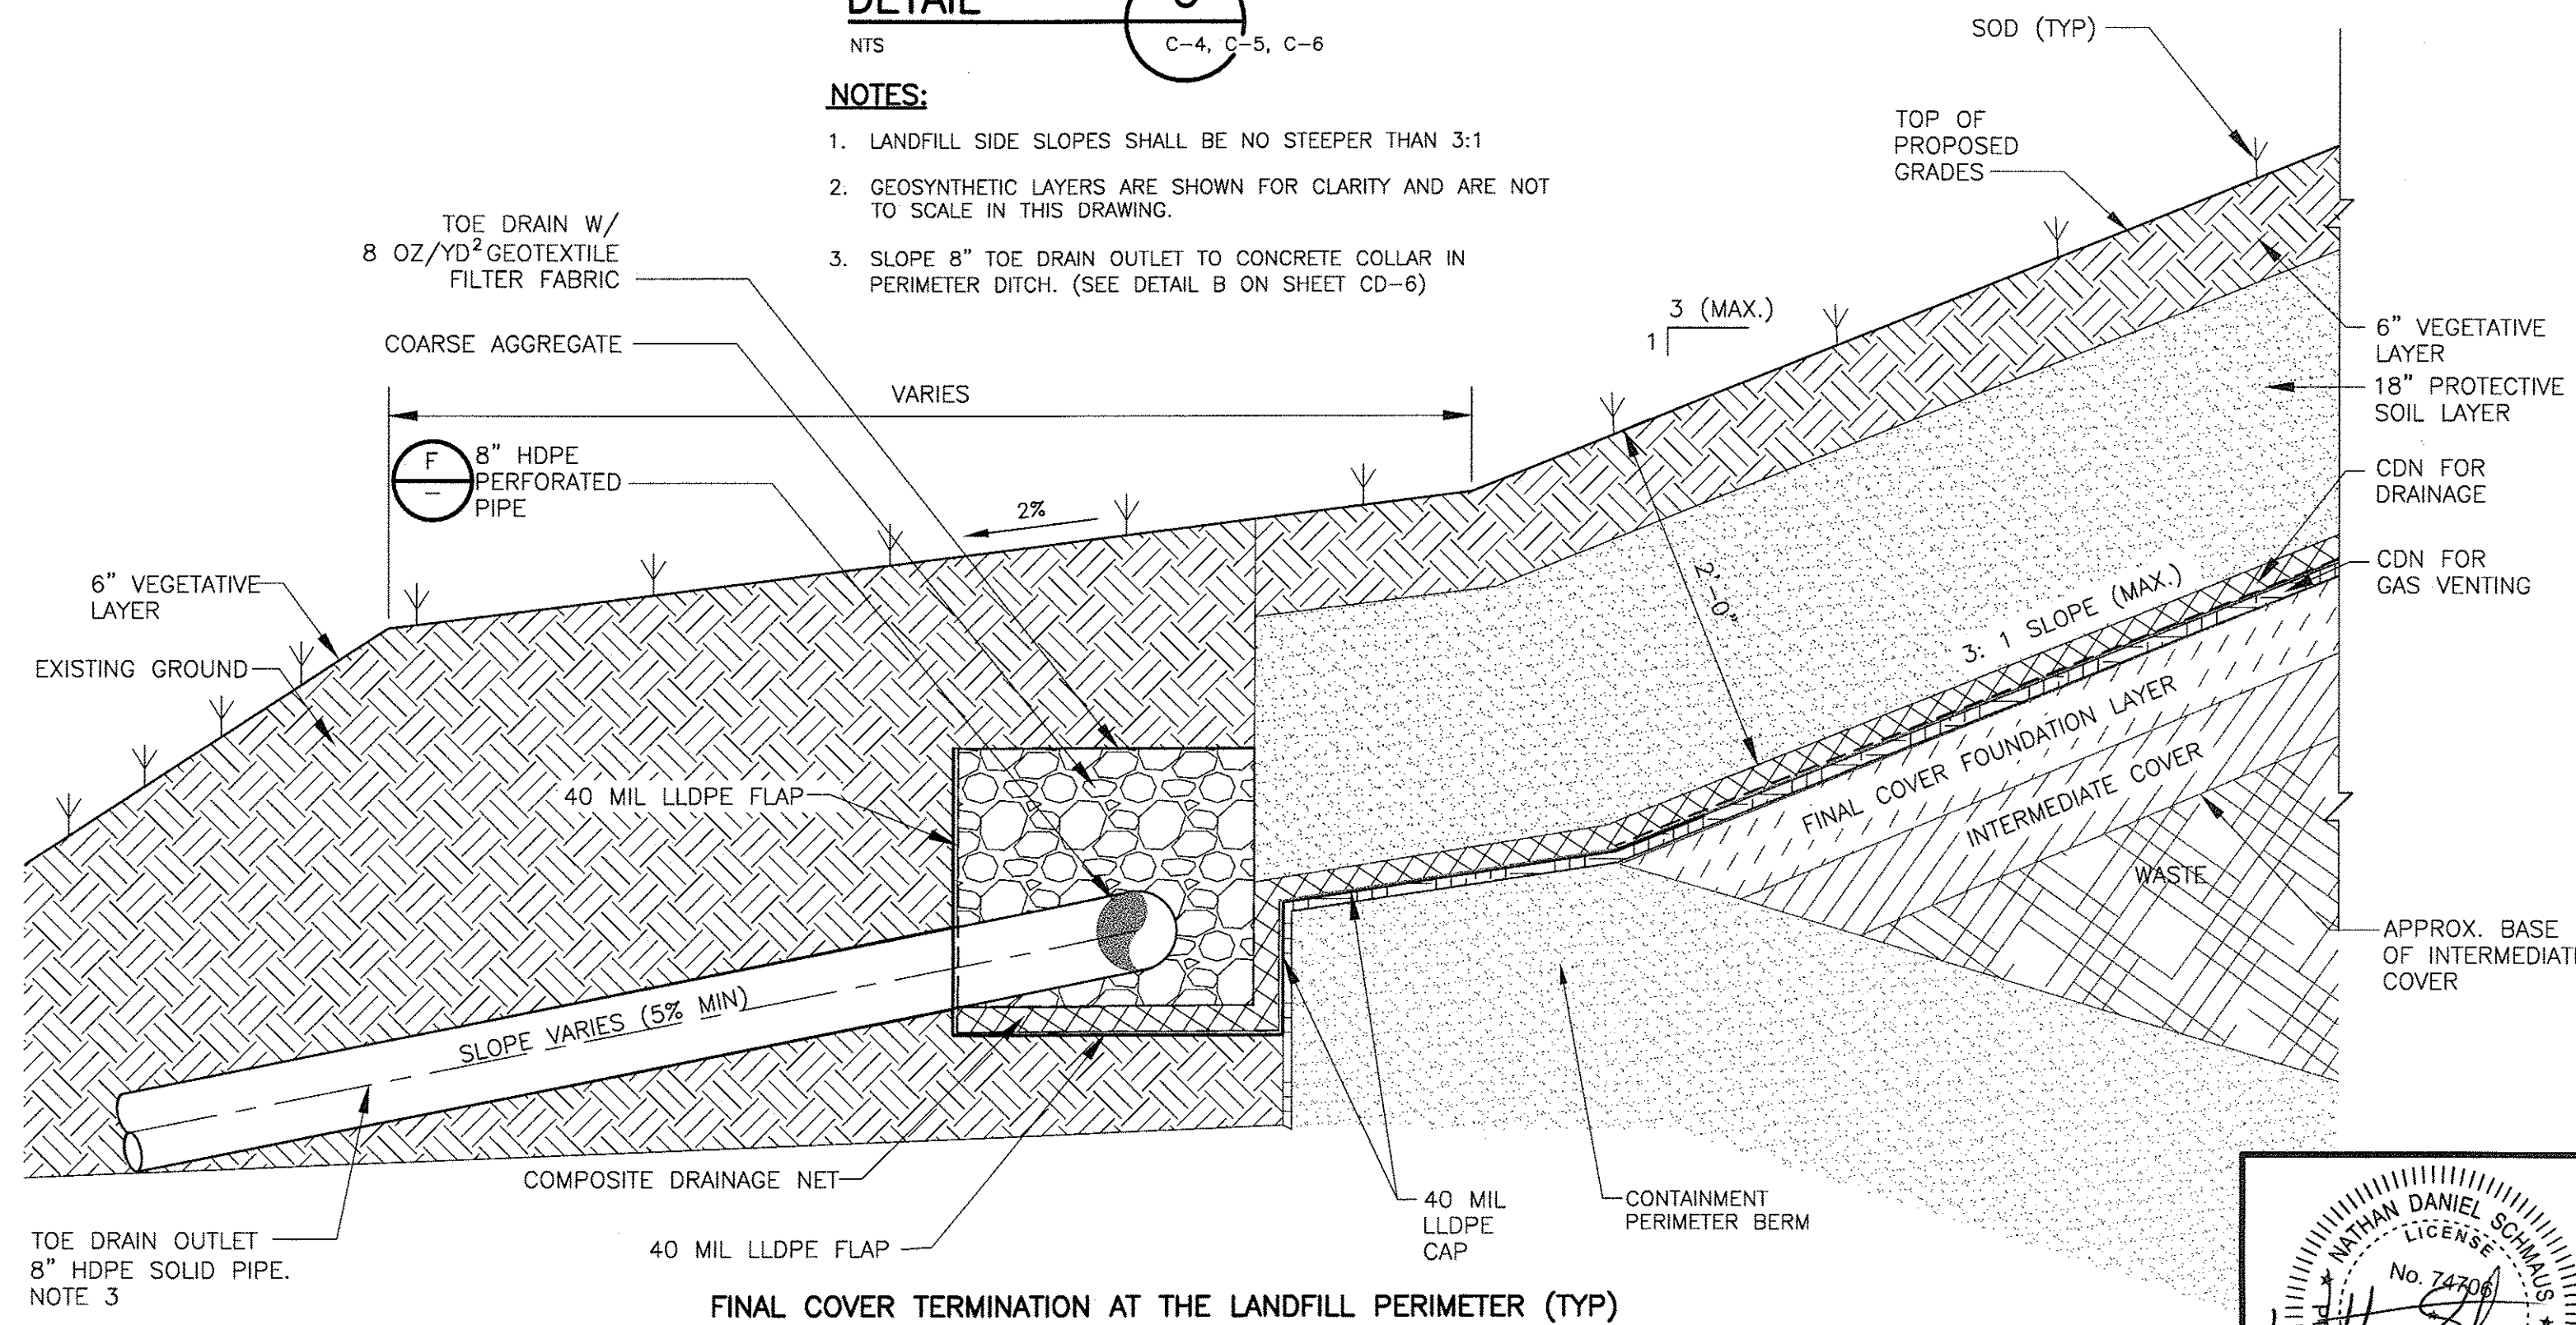 DETAIL
NTS
C-4, C-5, C-6
NOTES:
1. LANDFILL SIDE SLOPES SHALL BE NO STEEPER THAN 3:1
2. GEOSYNTHETIC LAYERS ARE SHOWN FOR CLARITY AND ARE NOT
TO SCALE IN THIS DRAWING.
3. SLOPE 8" TOE DRAIN OUTLET TO CONCRETE COLLAR IN
PERIMETER DITCH. (SEE DETAIL B ON SHEET CD-6)
SOD (TYP)
TOP OF
PROPOSED
GRADES
TOE DRAIN W/
8 OZ/YD² GEOTEXTILE
FILTER FABRIC
COARSE AGGREGATE
VARIES
3 (MAX.)
1
F
–
8" HDPE
PERFORATED
PIPE
2%
6" VEGETATIVE
LAYER
18" PROTECTIVE
SOIL LAYER
CDN FOR
DRAINAGE
CDN FOR
GAS VENTING
6" VEGETATIVE
LAYER
EXISTING GROUND
2'-0"
3: 1 SLOPE (MAX.)
FINAL COVER FOUNDATION LAYER
INTERMEDIATE COVER
WASTE
40 MIL LLDPE FLAP
APPROX. BASE
OF INTERMEDIATE
COVER
SLOPE VARIES (5% MIN)
COMPOSITE DRAINAGE NET
40 MIL LLDPE FLAP
40 MIL
LLDPE
CAP
CONTAINMENT
PERIMETER BERM
TOE DRAIN OUTLET
8" HDPE SOLID PIPE.
NOTE 3
FINAL COVER TERMINATION AT THE LANDFILL PERIMETER (TYP)
NATHAN DANIEL SCHMAUS
LICENSE
No. 74706